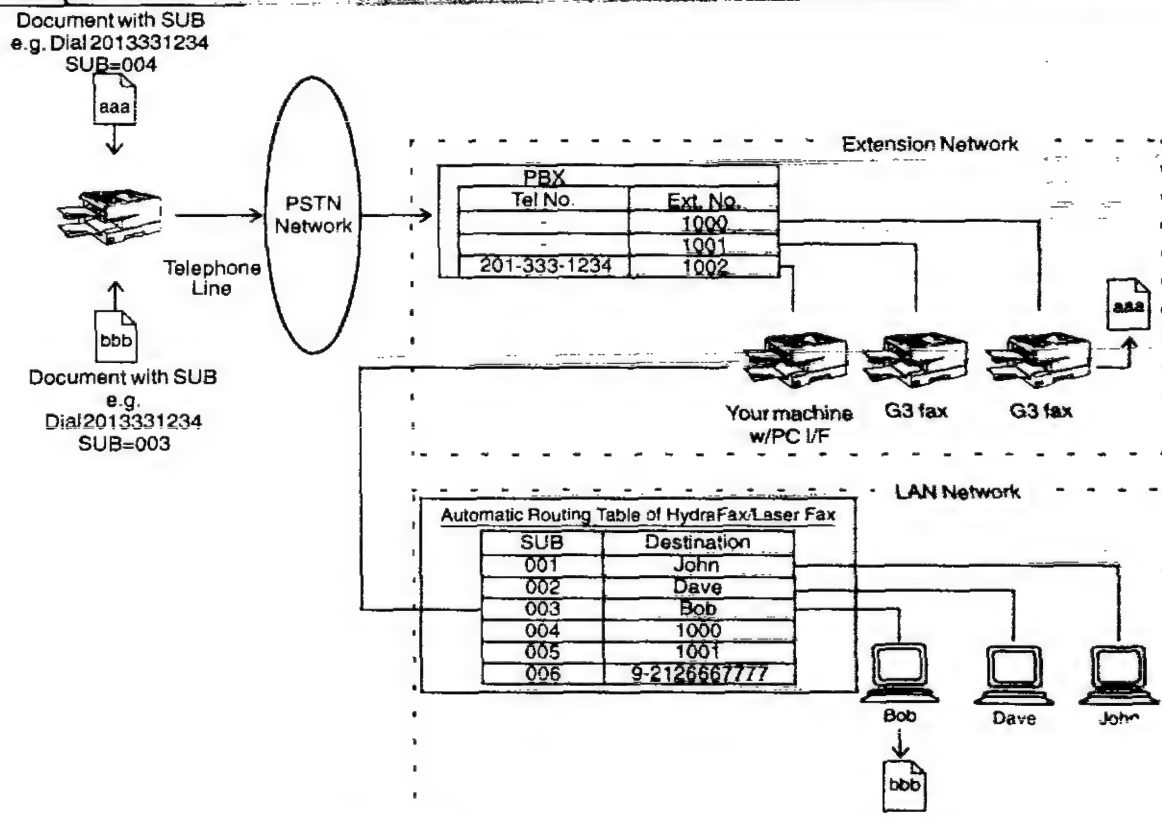 Document with SUB
e.g. Dial 2013331234
SUB=004
aaa
PSTN
Network
Telephone
Line
bbb
Document with SUB
e.g.
Dial 2013331234
SUB=003
Extension Network
PBX
Tel No. Ext. No.
- 1000
- 1001
201-333-1234 1002
aaa
Your machine
w/PC I/F
G3 fax
G3 fax
LAN Network
Automatic Routing Table of HydraFax/Laser Fax
SUB Destination
001 John
002 Dave
003 Bob
004 1000
005 1001
006 9-2126667777
Bob
Dave
John
bbb